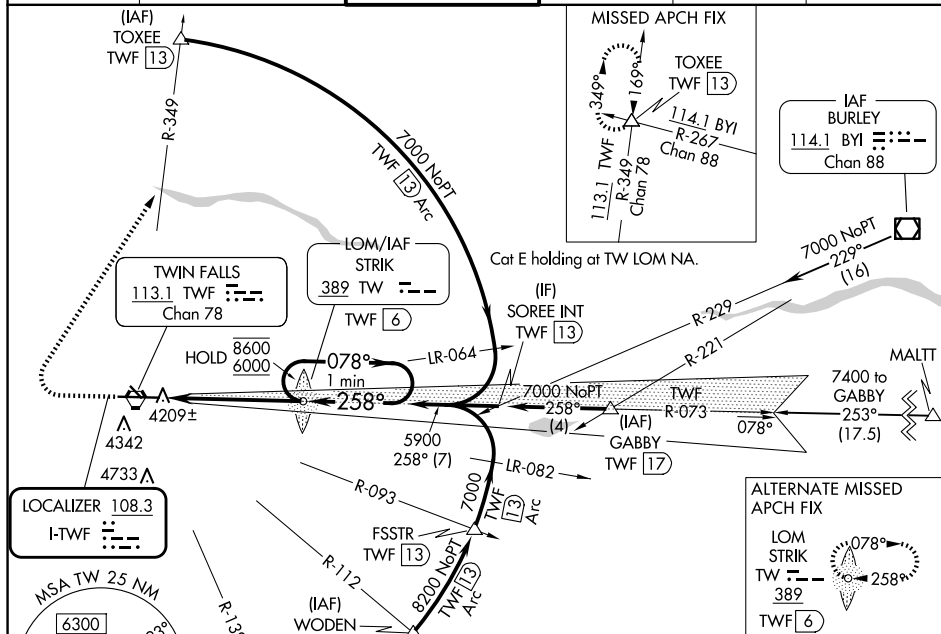 (IAF)
TOXEE
TWF 13
R-349
7000 NoPT
TWF 13 Arc
MISSED APCH FIX
349°
169°
TOXEE
TWF 13
114.1 BYI
R-267
Chan 88
113.1 TWF
R-349
Chan 78
IAF
BURLEY
114.1 BYI
Chan 88
7000 NoPT
229°
(16)
R-229
R-221
Cat E holding at TW LOM NA.
LOM/IAF
STRIK
389 TW
TWF 6
TWIN FALLS
113.1 TWF
Chan 78
HOLD
8600
6000
078°
1 min
258°
LR-064
(IF)
SOREE INT
TWF 13
7000 NoPT
258°
(4)
TWF
R-073
078°
MALTT
7400 to
GABBY
253°
(17.5)
(IAF)
GABBY
TWF 17
5900
258° (7)
4209±
4342
4733
LOCALIZER 108.3
I-TWF
LR-082
7000
TWF 13 Arc
R-093
FSSTR
TWF 13
R-112
8200 NoPT
TWF 13 Arc
(IAF)
WODEN
MSA TW 25 NM
6300
ALTERNATE MISSED
APCH FIX
LOM
STRIK
TW
389
TWF 6
078°
258°